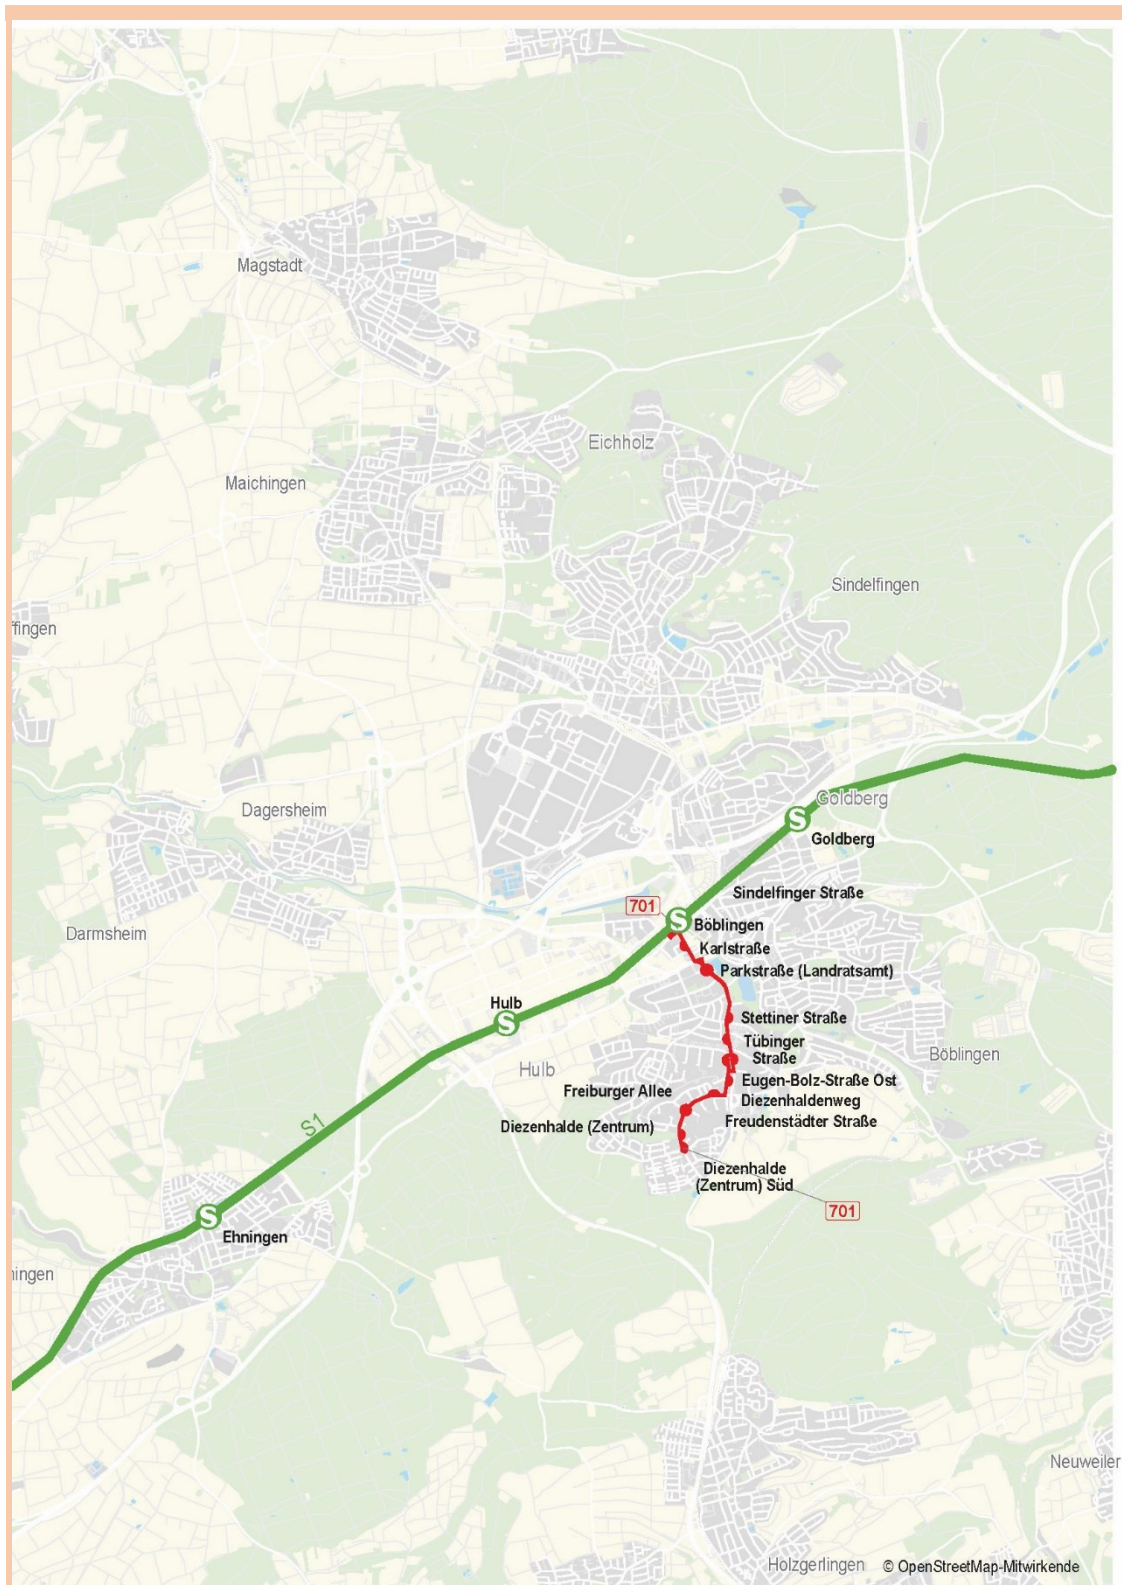 Magstadt
Eichholz
Maichingen
Sindelfingen
ffingen
Goldberg
Dagersheim
S
Goldberg
Sindelfinger Straße
701
S
Böblingen
Darmsheim
Karlstraße
Parkstraße (Landratsamt)
Hulb
S
Stettiner Straße
Tübinger
Straße
Böblingen
Hulb
Eugen-Bolz-Straße Ost
Freiburger Allee
Diezenhaldenweg
S1
Freudenstädter Straße
Diezenhalde (Zentrum)
Diezenhalde
(Zentrum) Süd
701
S
Ehningen
ningen
Neuweiler
Holzgerlingen
© OpenStreetMap-Mitwirkende